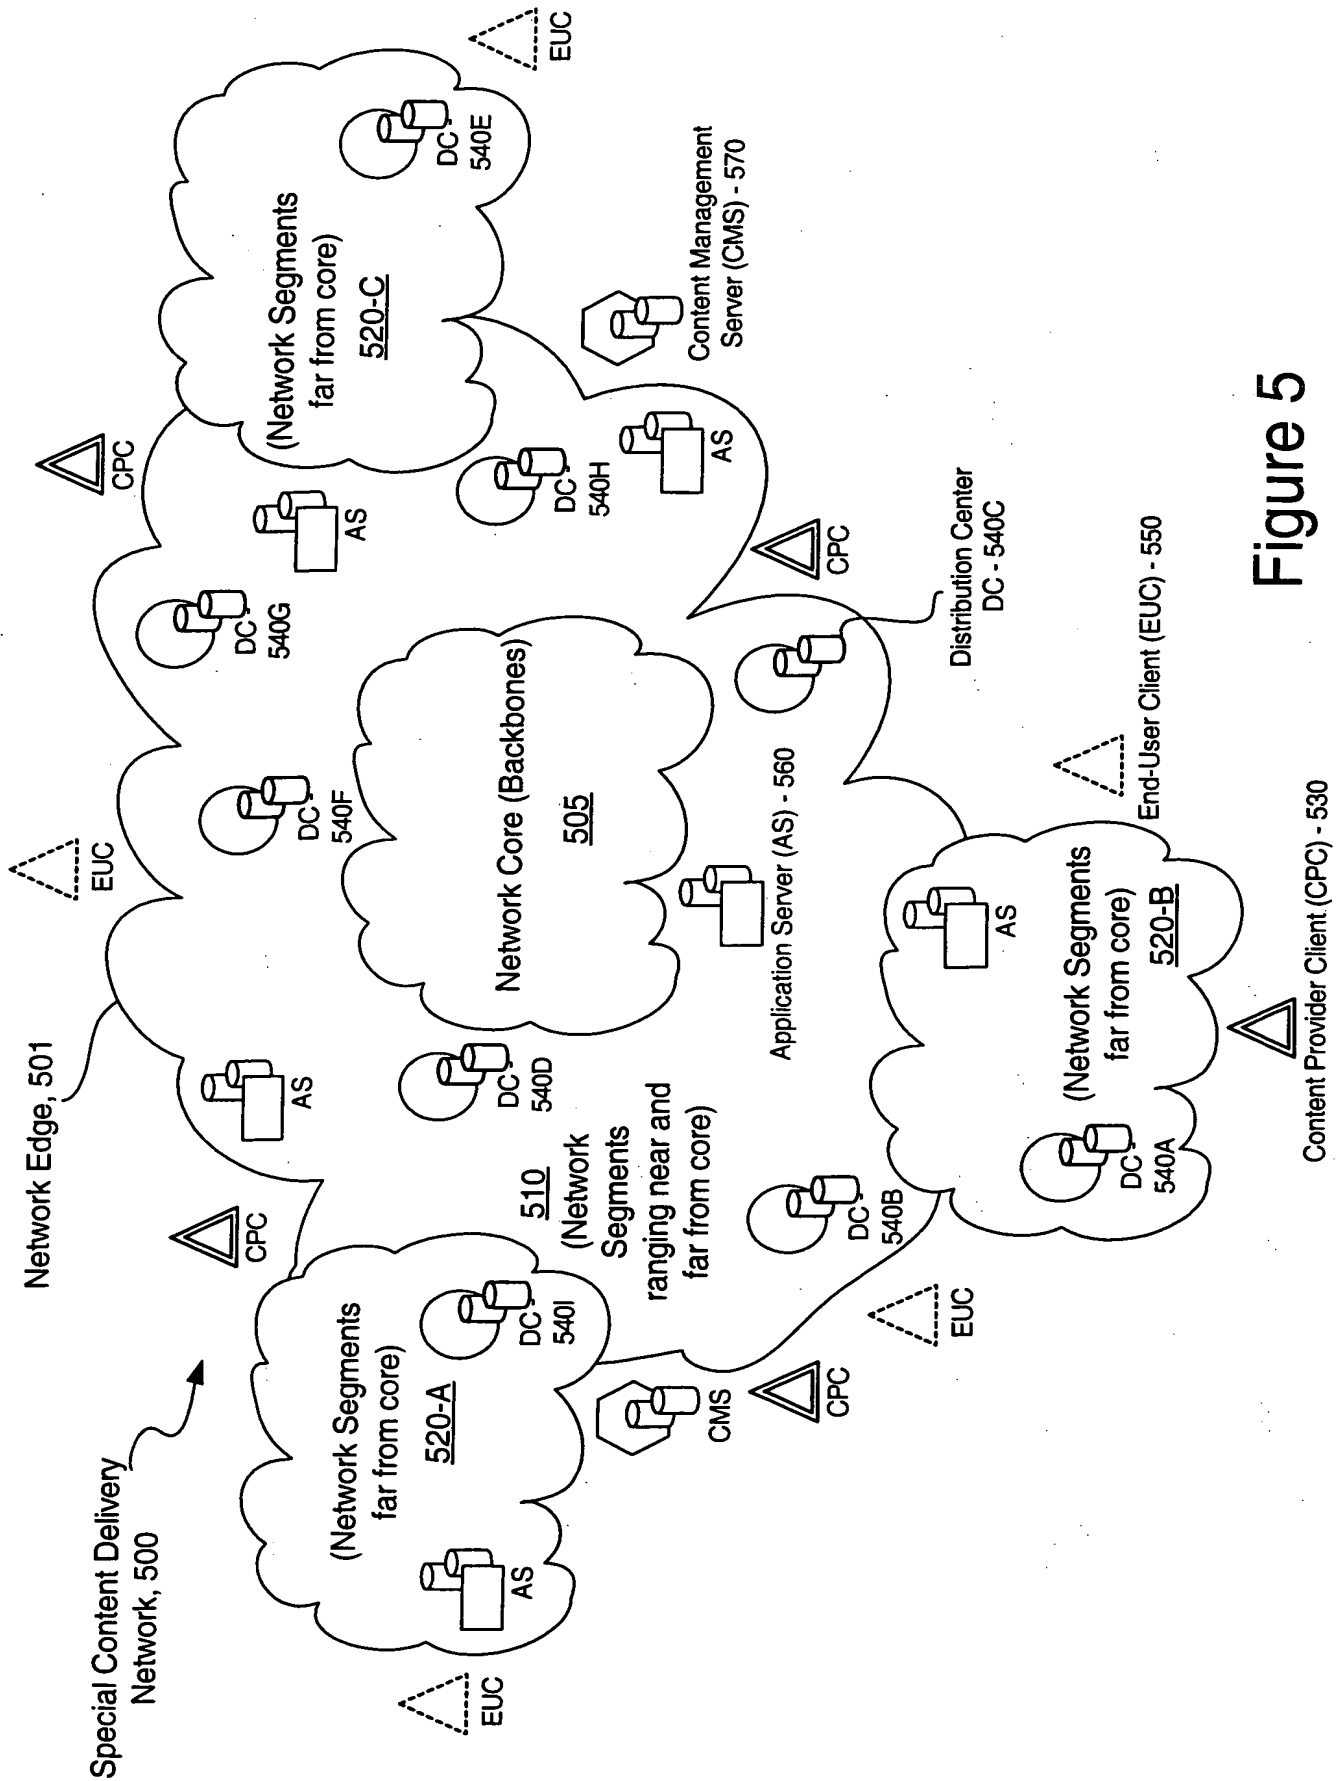 Special Content Delivery
Network, 500
Network Edge, 501
EUC
CPC
EUC
CPC
EUC
AS
DC-
540F
DC-
540G
AS
(Network Segments
far from core)
520-A
AS
DC-
540I
DC-
540D
Network Core (Backbones)
505
(Network Segments
far from core)
520-C
DC-
540E
DC-
540H
510
(Network
Segments
ranging near and
far from core)
CMS
CPC
DC-
540B
EUC
Application Server (AS) - 560
AS
Content Management
Server (CMS) - 570
CPC
Distribution Center
DC - 540C
AS
(Network Segments
far from core)
520-B
DC-
540A
End-User Client (EUC) - 550
Content Provider Client (CPC) - 530
Figure 5